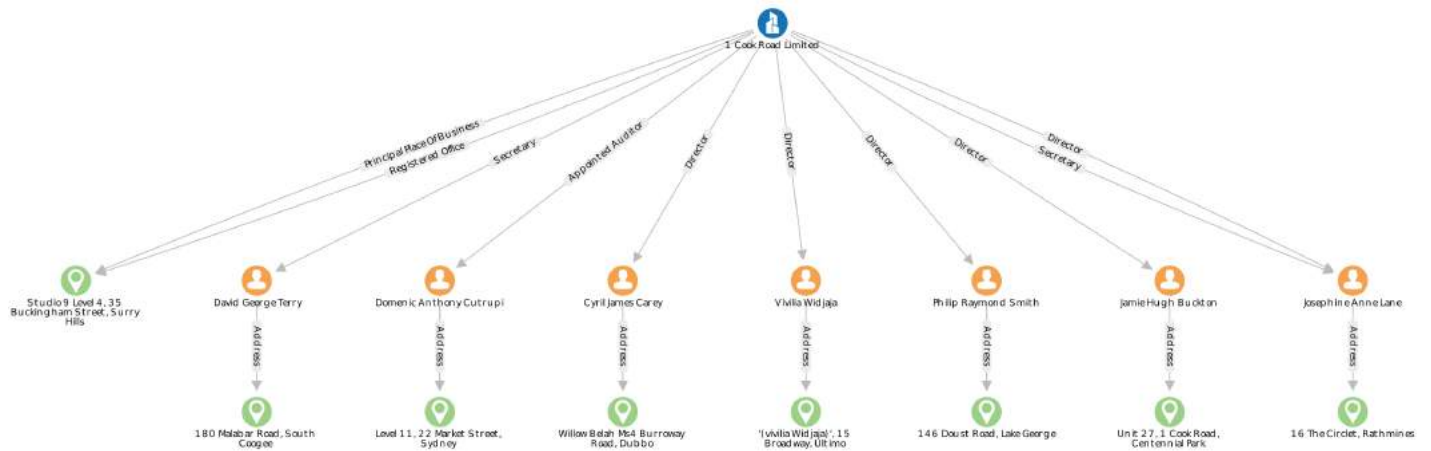 1 Cook Road Limited
Principal Place Of Business
Registered Office
Secretary
Appointed Auditor
Director
Director
Director
Director
Director
Secretary
Studio 9 Level 4, 35
Buckingham Street, Surry
Hills
David George Terry
Domenic Anthony Cutrupi
Cyril James Carey
Vivilia Widjaja
Philip Raymond Smith
Jamie Hugh Buckton
Josephine Anne Lane
Address
Address
Address
Address
Address
Address
Address
180 Malabar Road, South
Coogee
Level 11, 22 Market Street,
Sydney
Willow Belah Ms4 Burroway
Road, Dubbo
'(vivilia Widjaja)', 15
Broadway, Ultimo
146 Doust Road, Lake George
Unit 27, 1 Cook Road,
Centennial Park
16 The Circlet, Rathmines